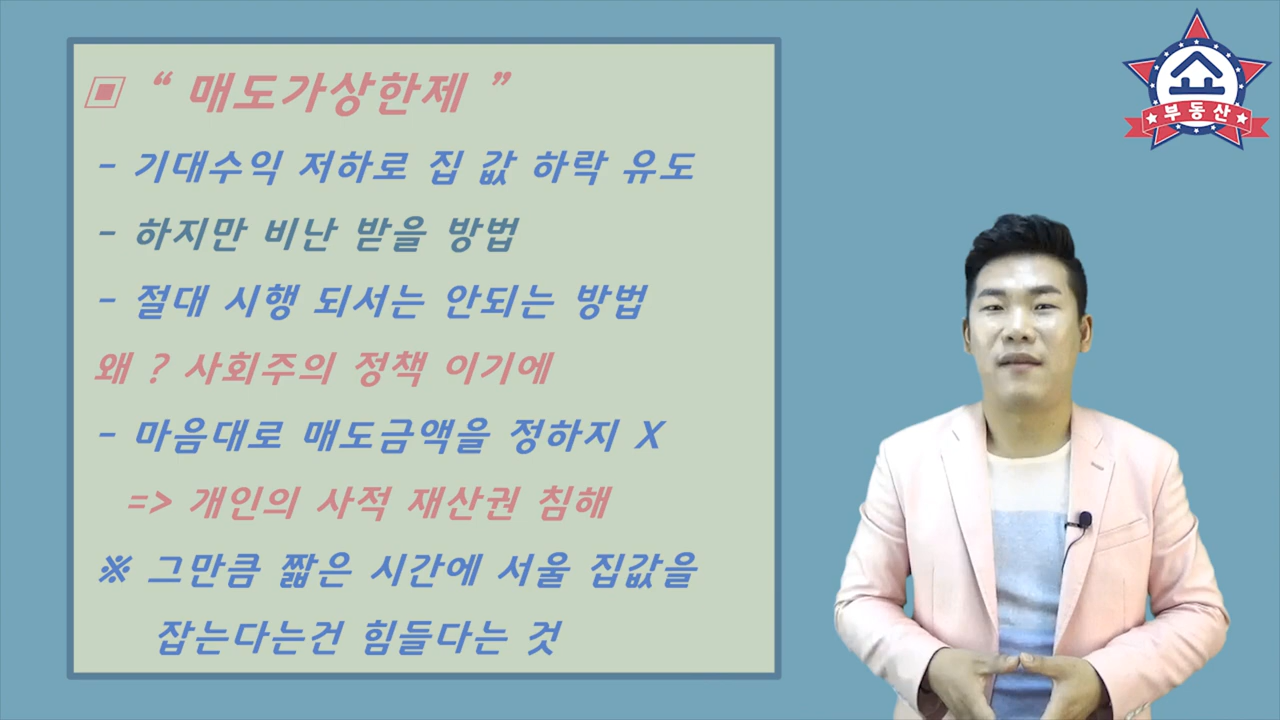 ▣ “ 매도가상한제 ”
- 기대수익 저하로 집 값 하락 유도
- 하지만 비난 받을 방법
- 절대 시행 되서는 안되는 방법
왜 ? 사회주의 정책 이기에
- 마음대로 매도금액을 정하지 X
=> 개인의 사적 재산권 침해
※ 그만큼 짧은 시간에 서울 집값을
잡는다는건 힘들다는 것
쇼
부동산